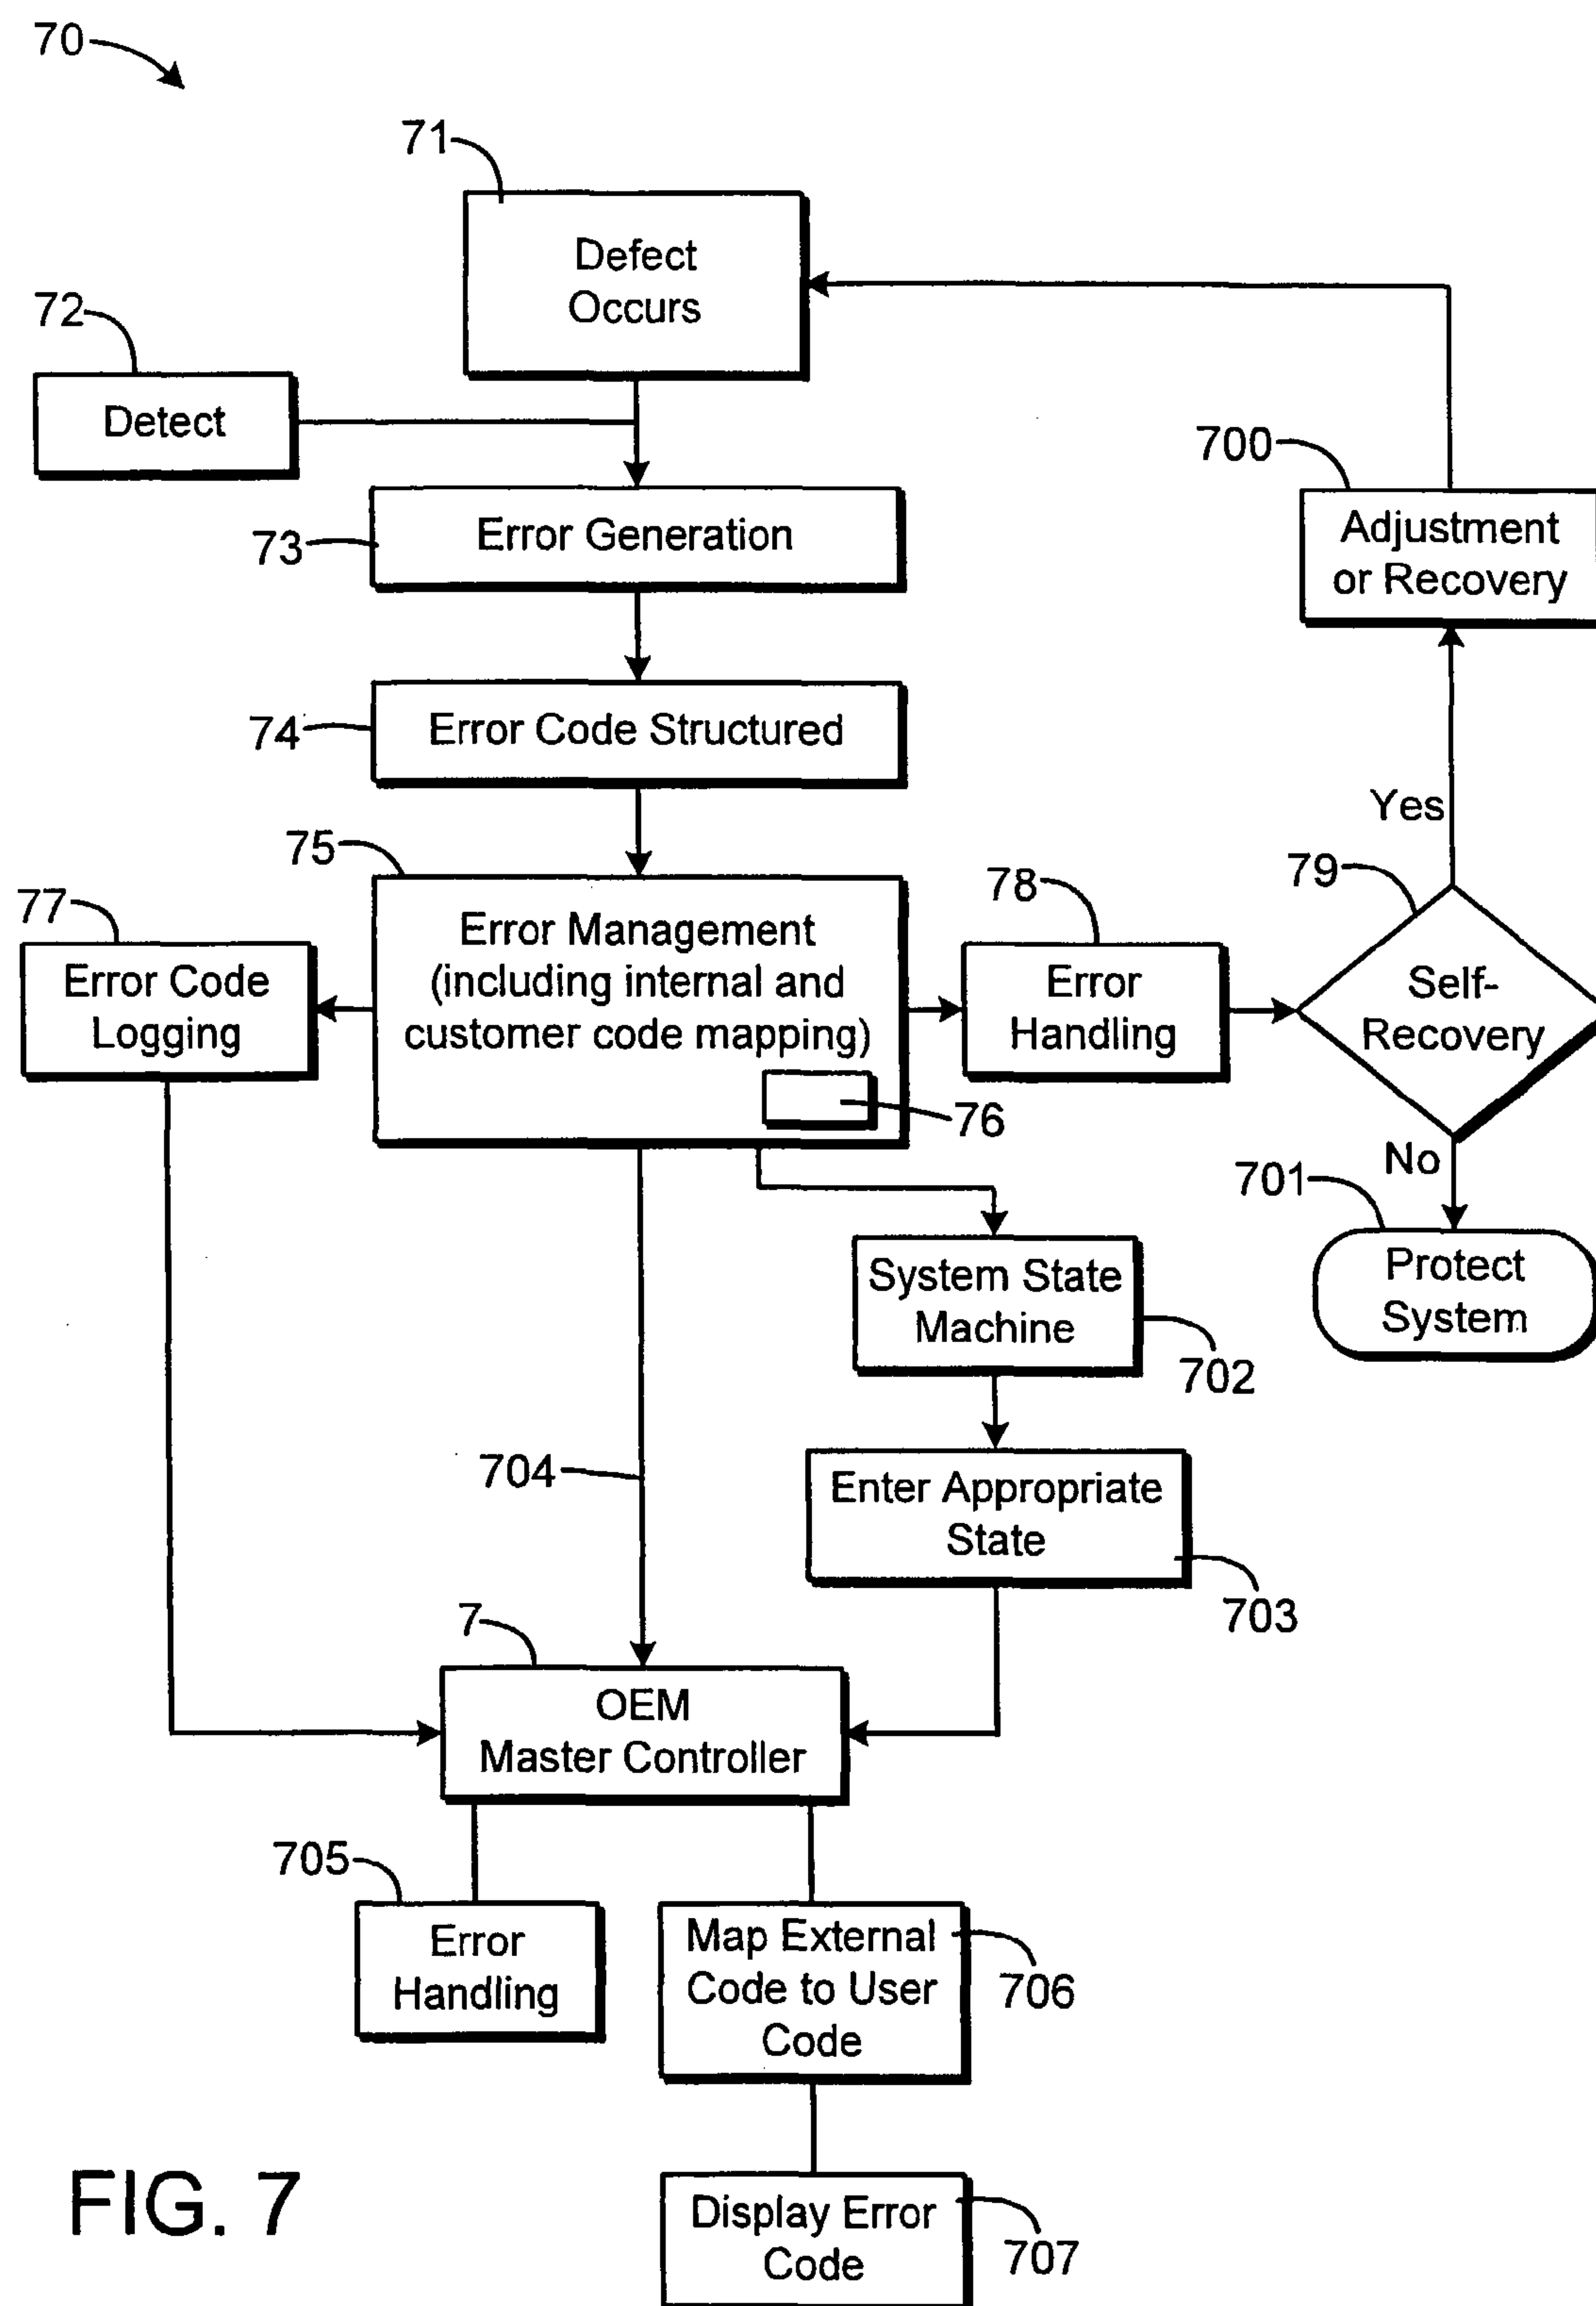 70
71
Defect
Occurs
72
Detect
700
Adjustment
or Recovery
73
Error Generation
74
Error Code Structured
Yes
75
Error Management
(including internal and
customer code mapping)
76
77
Error Code
Logging
78
Error
Handling
79
Self-
Recovery
No
701
Protect
System
System State
Machine
702
704
Enter Appropriate
State
703
7
OEM
Master Controller
705
Error
Handling
Map External
Code to User
Code
706
Display Error
Code
707
FIG. 7